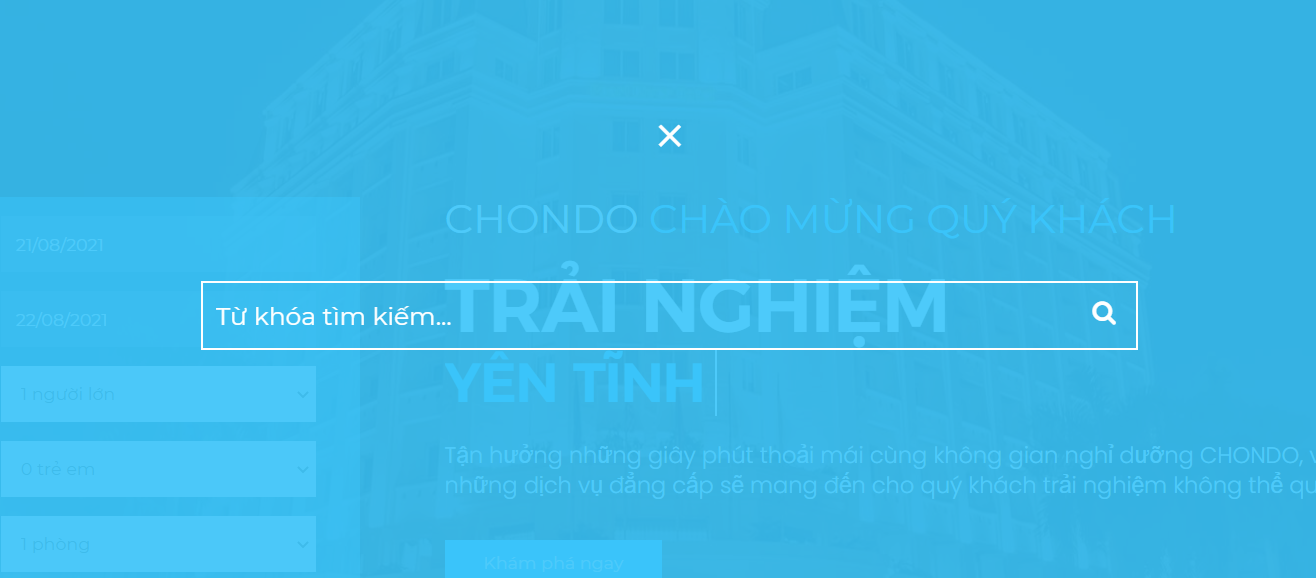 CHONDO CHÀO MỪNG QUÝ KHÁCH
21/08/2021
TRẢI NGHIỆM
Từ khóa tìm kiếm...
22/08/2021
YÊN TĨNH
1 người lớn
Tận hưởng những giây phút thoải mái cùng không gian nghỉ dưỡng CHONDO, v
0 trẻ em
những dịch vụ đẳng cấp sẽ mang đến cho quý khách trải nghiệm không thể qu
1 phòng
Khám phá ngay